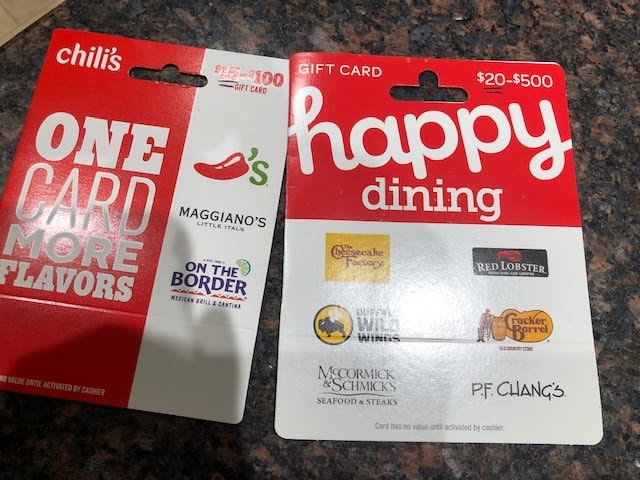 chili's
$100
GIFT CARD
ONE
CARD
MORE
FLAVORS
'S
MAGGIANO'S
LITTLE ITALY
ON THE
BORDER
MEXICAN GRILL & CANTINA
NO VALUE UNTIL ACTIVATED BY CASHIER
GIFT CARD
$20-$500
happy
dining
The
Cheesecake
Factory
RED LOBSTER
BUFFALO
WILD
WINGS
Cracker
Barrel
OLD COUNTRY STORE
McCORMICK
& SCHMICK'S
SEAFOOD & STEAKS
P.F. CHANG'S
Card has no value until activated by cashier.